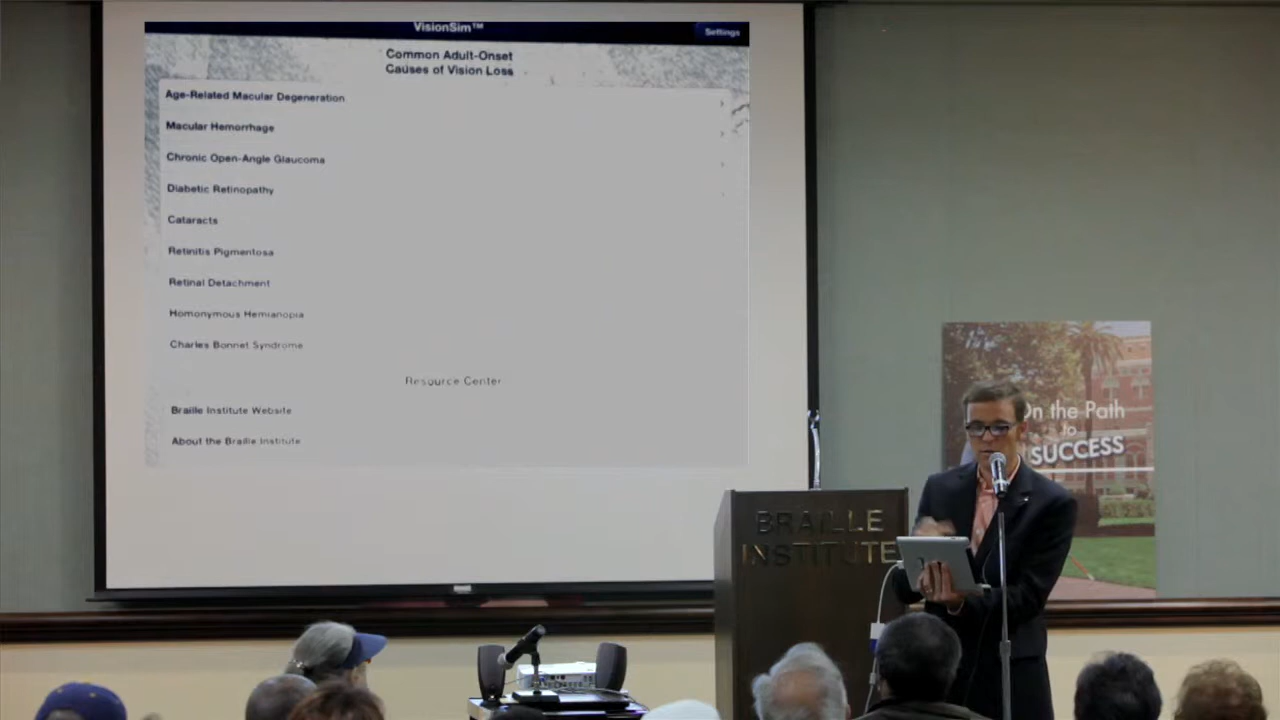 VisionSim™
Settings
Common Adult-Onset
Causes of Vision Loss
Age-Related Macular Degeneration
Macular Hemorrhage
Chronic Open-Angle Glaucoma
Diabetic Retinopathy
Cataracts
Retinitis Pigmentosa
Retinal Detachment
Homonymous Hemianopia
Charles Bonnet Syndrome
Resource Center
Braille Institute Website
About the Braille Institute
On the Path
to
SUCCESS
BRAILLE
INSTITUTE